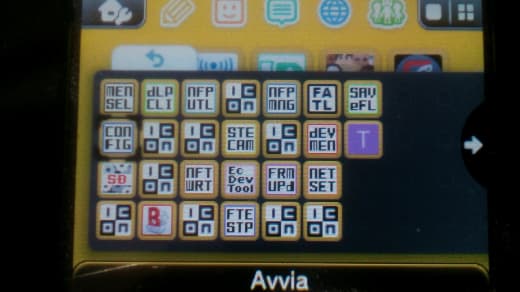 MEN SEL dLP CLI NFP UTL IC on NFP MNG FA TL SAV eFL
CON FIG IC on IC on STE CAM IC on dEV MEN T
SD IC on NFT WRT Ec Dev Tool FRM UPd NET SET
IC on B IC on FTE STP IC on IC on
Avvia